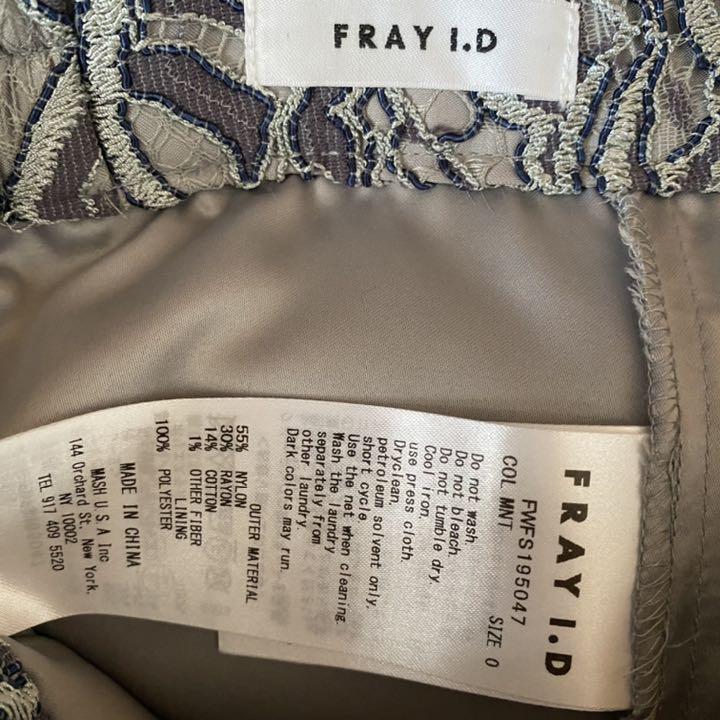 FRAY I.D
FRAY I.D
FWFS195047
COL MNT SIZE 0
Do not wash.
Do not bleach.
Do not tumble dry.
Cool iron.
use press cloth.
Dryclean,
petroleum solvent only.
short cycle.
Use the net when cleaning.
Wash the laundry
separately from
other laundry.
Dark colors may run.
OUTER MATERIAL
55% NYLON
30% RAYON
14% COTTON
1% OTHER FIBER
LINING
100% POLYESTER
MADE IN CHINA
MASH U S A Inc
144 Orchard St. New York,
NY 10002
TEL 917 409 5520